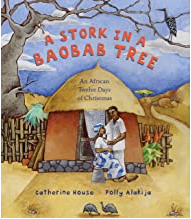 A STORK IN A
BAOBAB TREE
An African
Twelve Days
of Christmas
Catherine House
Polly Alakija